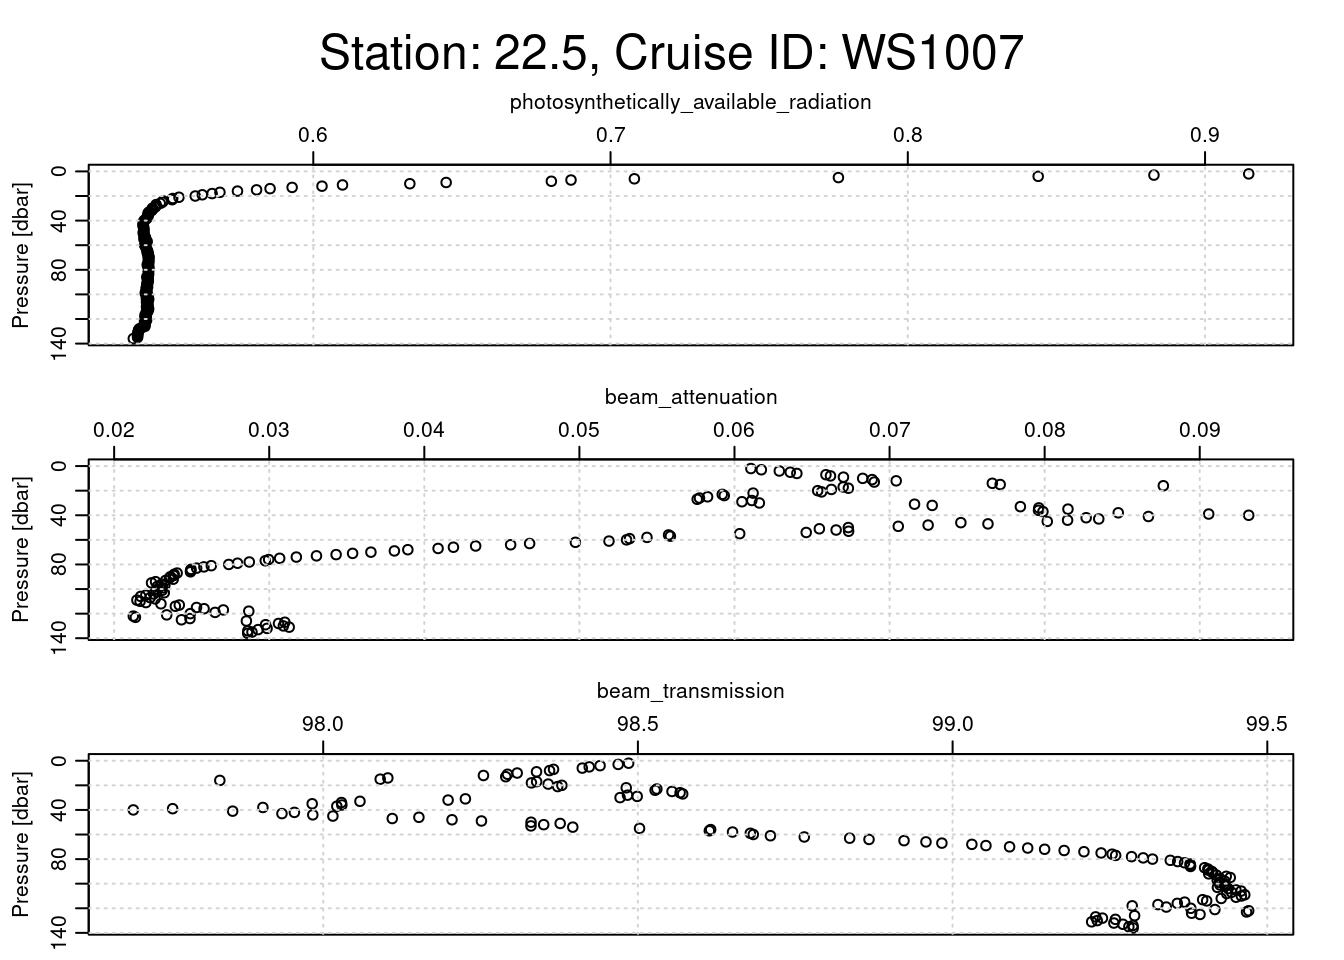 Station: 22.5, Cruise ID: WS1007
photosynthetically_available_radiation
0.6 0.7 0.8 0.9
Pressure [dbar]
0
40
80
140
beam_attenuation
0.02 0.03 0.04 0.05 0.06 0.07 0.08 0.09
Pressure [dbar]
0
40
80
140
beam_transmission
98.0 98.5 99.0 99.5
Pressure [dbar]
0
40
80
140